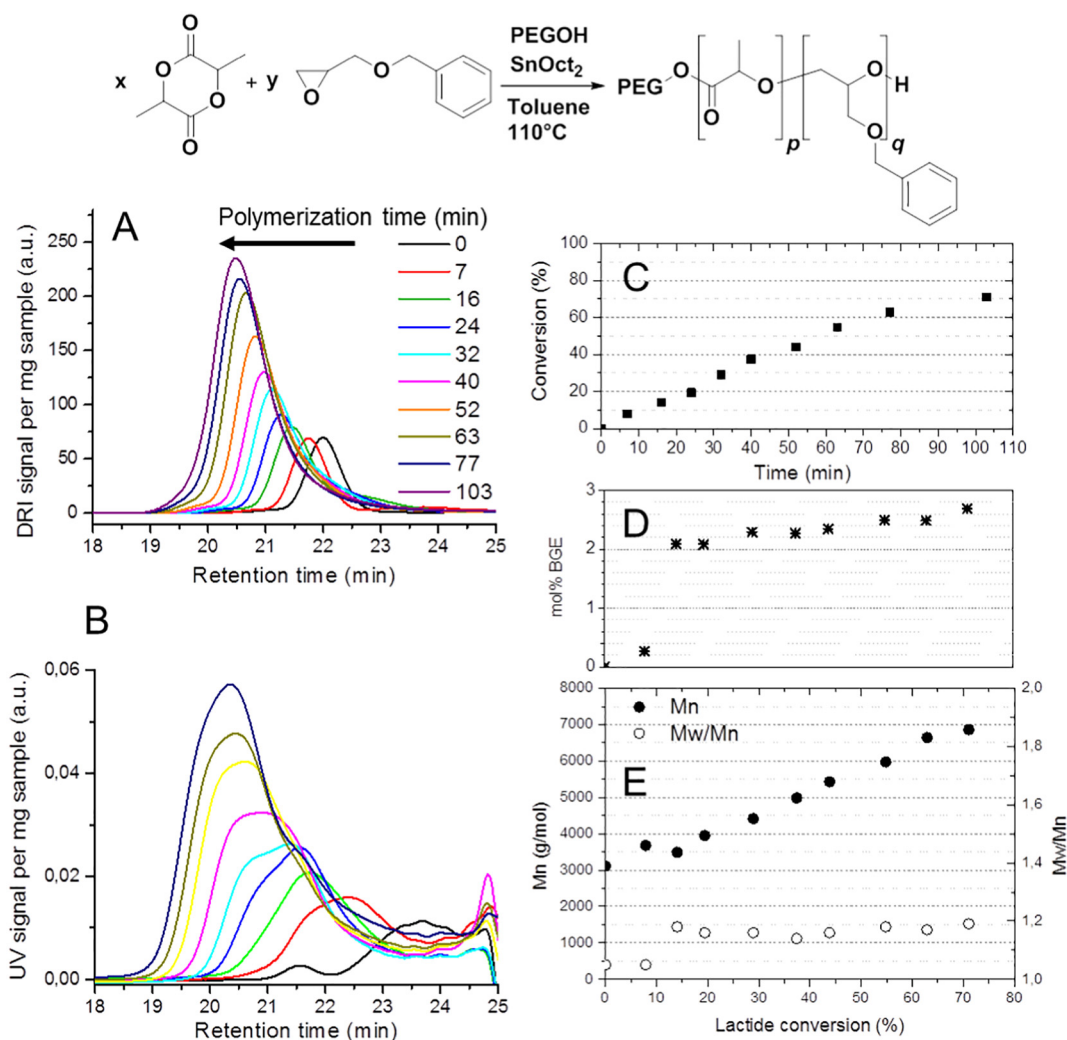 x
O
O
O
O
+ y
O
O
PEGOH
SnOct₂
Toluene
110°C
PEG
O
O
O
p
O
H
O
q
A
Polymerization time (min)
0
7
16
24
32
40
52
63
77
103
DRI signal per mg sample (a.u.)
250
200
150
100
50
0
18 19 20 21 22 23 24 25
Retention time (min)
B
UV signal per mg sample (a.u.)
0,06
0,04
0,02
0,00
18 19 20 21 22 23 24 25
Retention time (min)
C
Conversion (%)
100
80
60
40
20
0
0 10 20 30 40 50 60 70 80 90 100 110
Time (min)
D
mol% BGE
3
2
1
0
E
Mn
Mw/Mn
Mn (g/mol)
8000
7000
6000
5000
4000
3000
2000
1000
0
2,0
1,8
1,6
1,4
1,2
1,0
Mw/Mn
0 10 20 30 40 50 60 70 80
Lactide conversion (%)